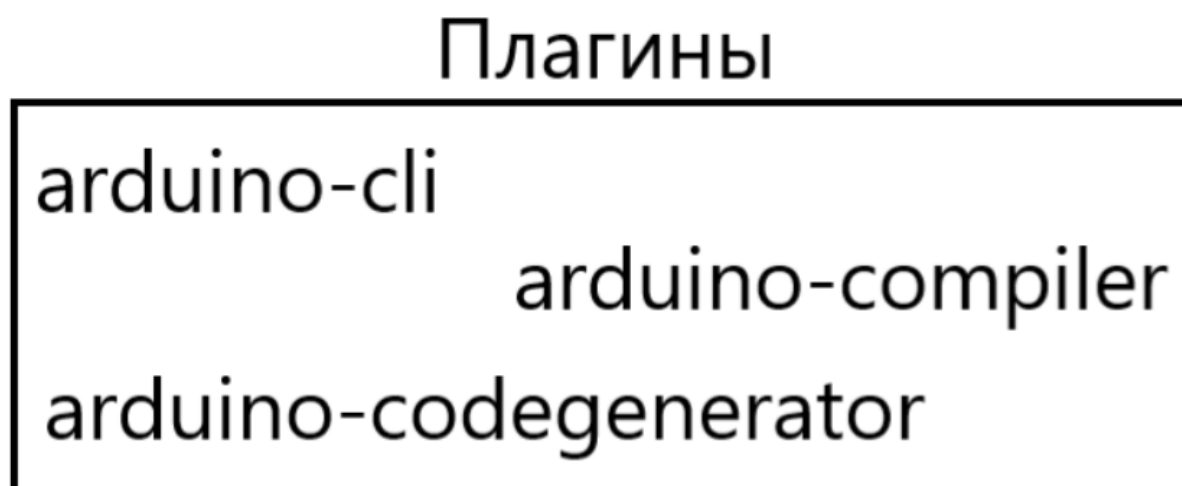 Плагины
arduino-cli
arduino-compiler
arduino-codegenerator